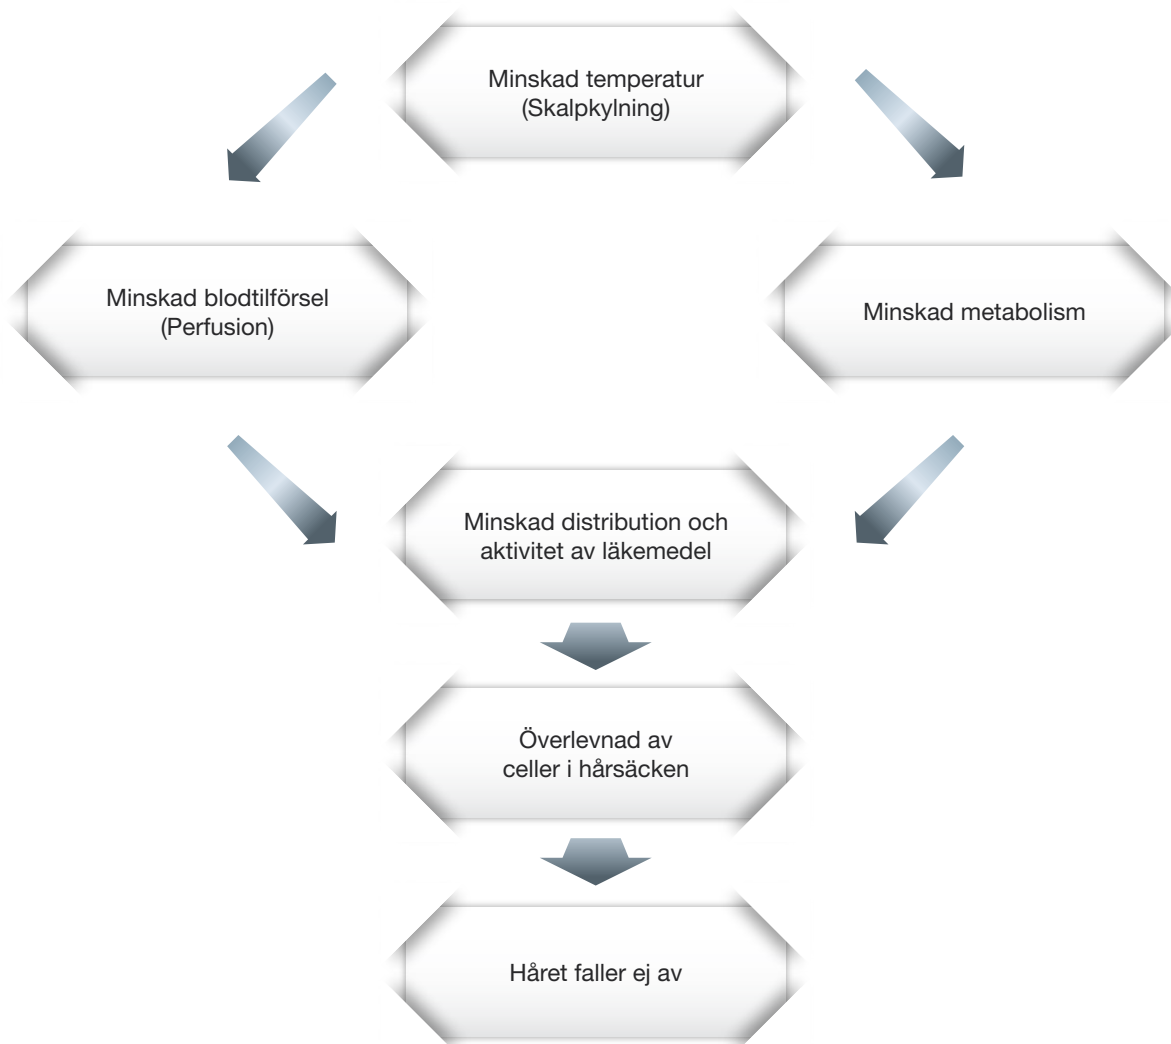 Minskad temperatur
(Skalpkylning)
Minskad blodtilförsel
(Perfusion)
Minskad metabolism
Minskad distribution och
aktivitet av läkemedel
Överlevnad av
celler i hårsäcken
Håret faller ej av